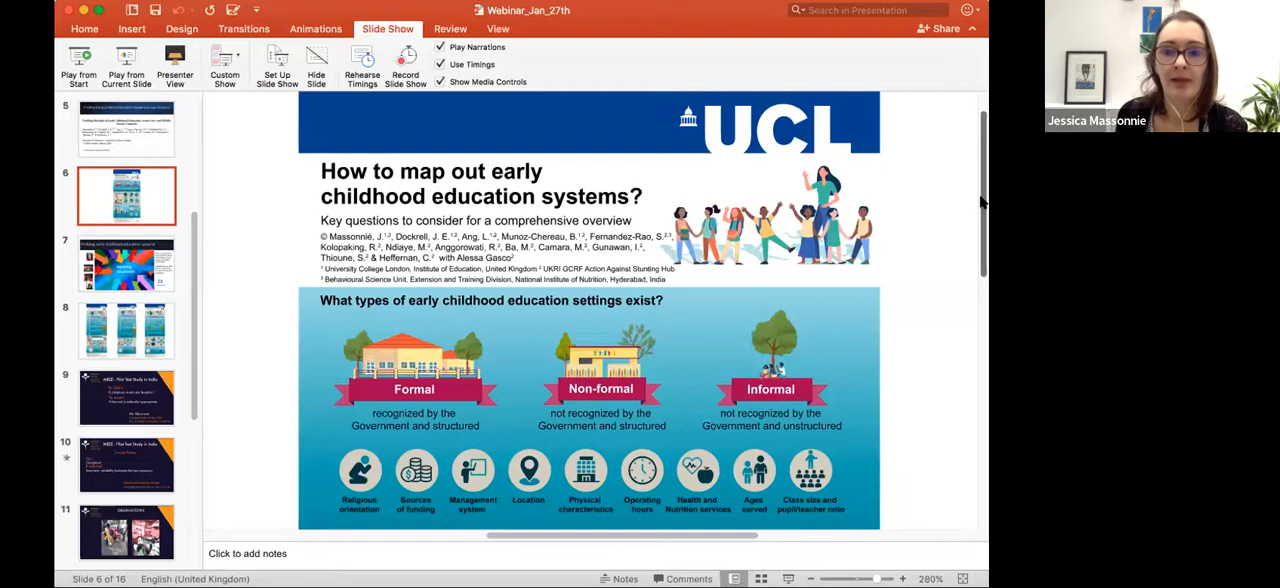 Webinar_Jan_27th
Search in Presentation
Home Insert Design Transitions Animations Slide Show Review View
Share
Play from Start
Play from Current Slide
Presenter View
Custom Show
Set Up Slide Show
Hide Slide
Rehearse Timings
Record Slide Show
Play Narrations
Use Timings
Show Media Controls
Jessica Massonnie
5
6
7
8
9
10
11
OBSERVATIONS
UCL
How to map out early
childhood education systems?
Key questions to consider for a comprehensive overview
© Massonnié, J.1,2, Dockrell, J. E.1,2, Ang, L.1,2, Munoz-Chereau, B.1,2, Fernandez-Rao, S.2,3,
Kolopaking, R.2, Ndiaye, M.2, Anggorowati, R.2, Ba, M.2, Camara, M.2, Gunawan, I.2,
Thioune, S.2 & Heffernan, C.2 with Alessa Gasco2
1 University College London, Institute of Education, United Kingdom 2 UKRI GCRF Action Against Stunting Hub
3 Behavioural Science Unit. Extension and Training Division, National Institute of Nutrition, Hyderabad, India
What types of early childhood education settings exist?
Formal
recognized by the
Government and structured
Non-formal
not recognized by the
Government and structured
Informal
not recognized by the
Government and unstructured
Religious
orientation
Sources
of funding
Management
system
Location
Physical
characteristics
Operating
hours
Health and
Nutrition services
Ages
served
Class size and
pupil/teacher ratio
Click to add notes
Slide 6 of 16 English (United Kingdom) Notes Comments 280%